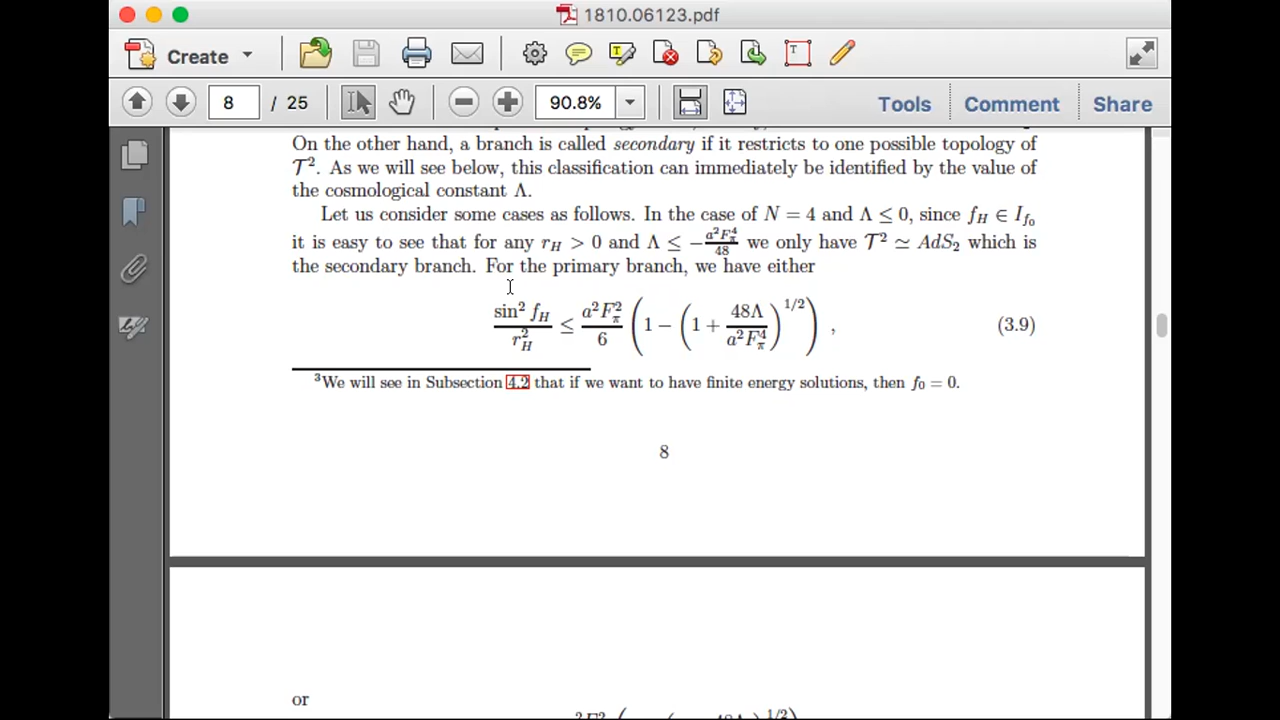 1810.06123.pdf
Create
8 / 25 90.8% Tools Comment Share
On the other hand, a branch is called secondary if it restricts to one possible topology of
𝒯². As we will see below, this classification can immediately be identified by the value of
the cosmological constant Λ.
Let us consider some cases as follows. In the case of N = 4 and Λ ≤ 0, since f_H ∈ I_{f_0}
it is easy to see that for any r_H > 0 and Λ ≤ −a²F_π⁴/48 we only have 𝒯² ≃ AdS₂ which is
the secondary branch. For the primary branch, we have either
sin² f_H / r_H² ≤ a²F_π²/6 (1 − (1 + 48Λ/a²F_π⁴)^{1/2}) , (3.9)
³We will see in Subsection 4.2 that if we want to have finite energy solutions, then f₀ = 0.
8
or